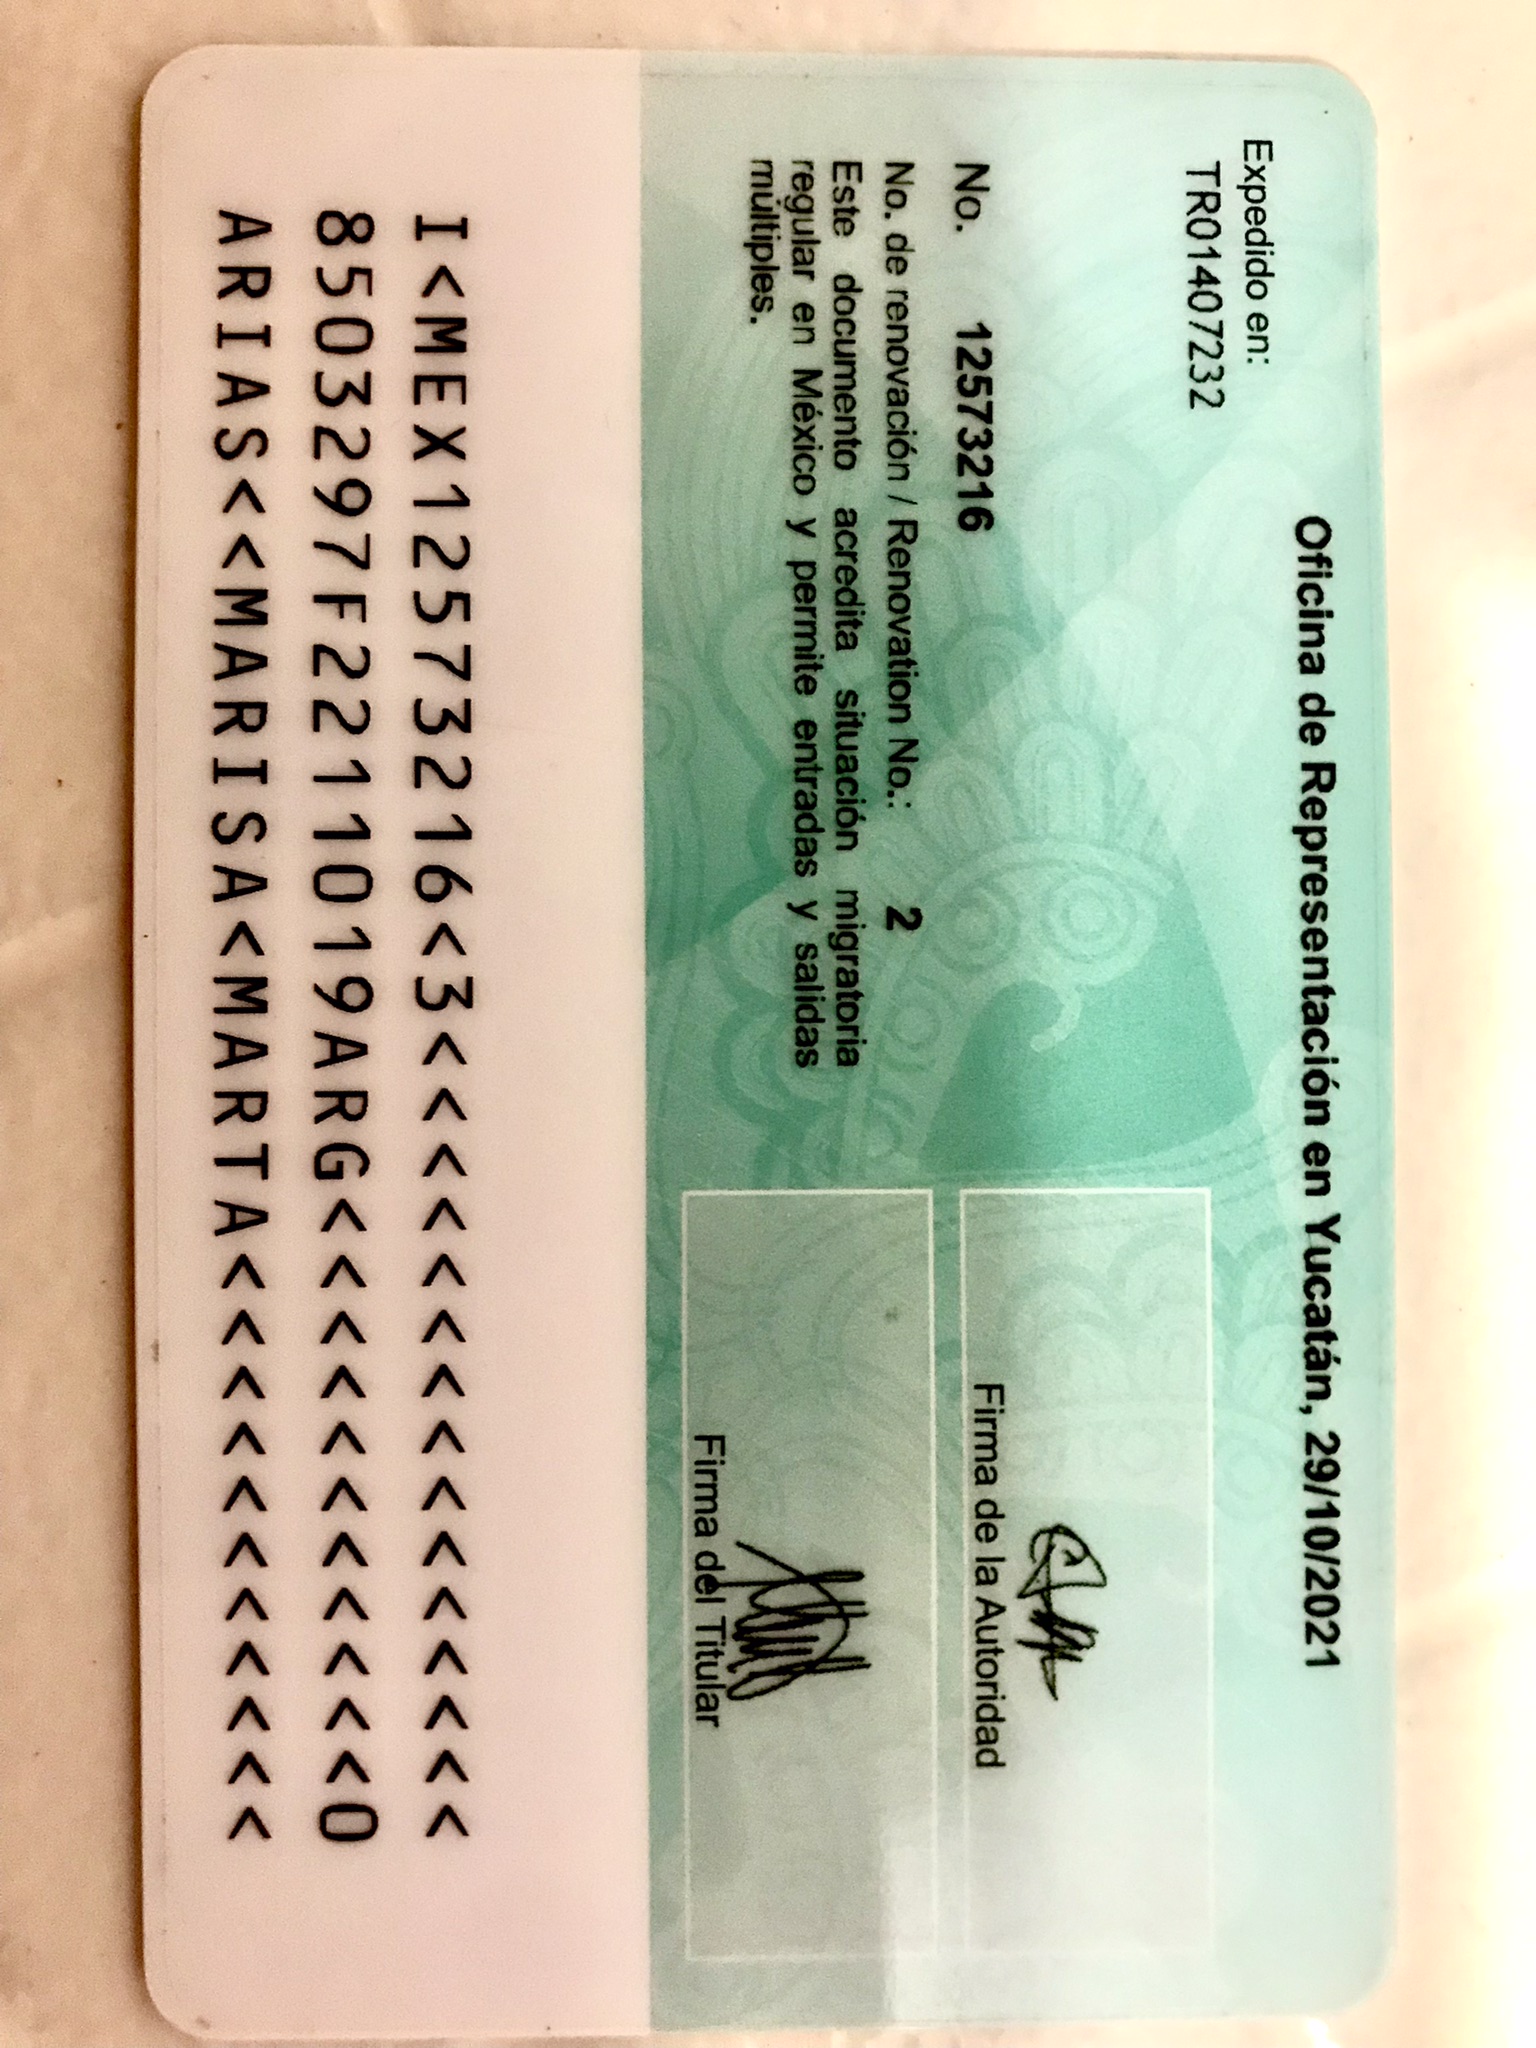 Oficina de Representación en Yucatán, 29/10/2021
Expedido en:
TR01407232
No. 12573216
No. de renovación / Renovation No.: 2
Este documento acredita situación migratoria
regular en México y permite entradas y salidas
múltiples.
Firma de la Autoridad
Firma del Titular
I<MEX12573216<3<<<<<<<<<<<<<<<
8503297F2211019ARG<<<<<<<<<<<0
ARIAS<<MARISA<MARTA<<<<<<<<<<<